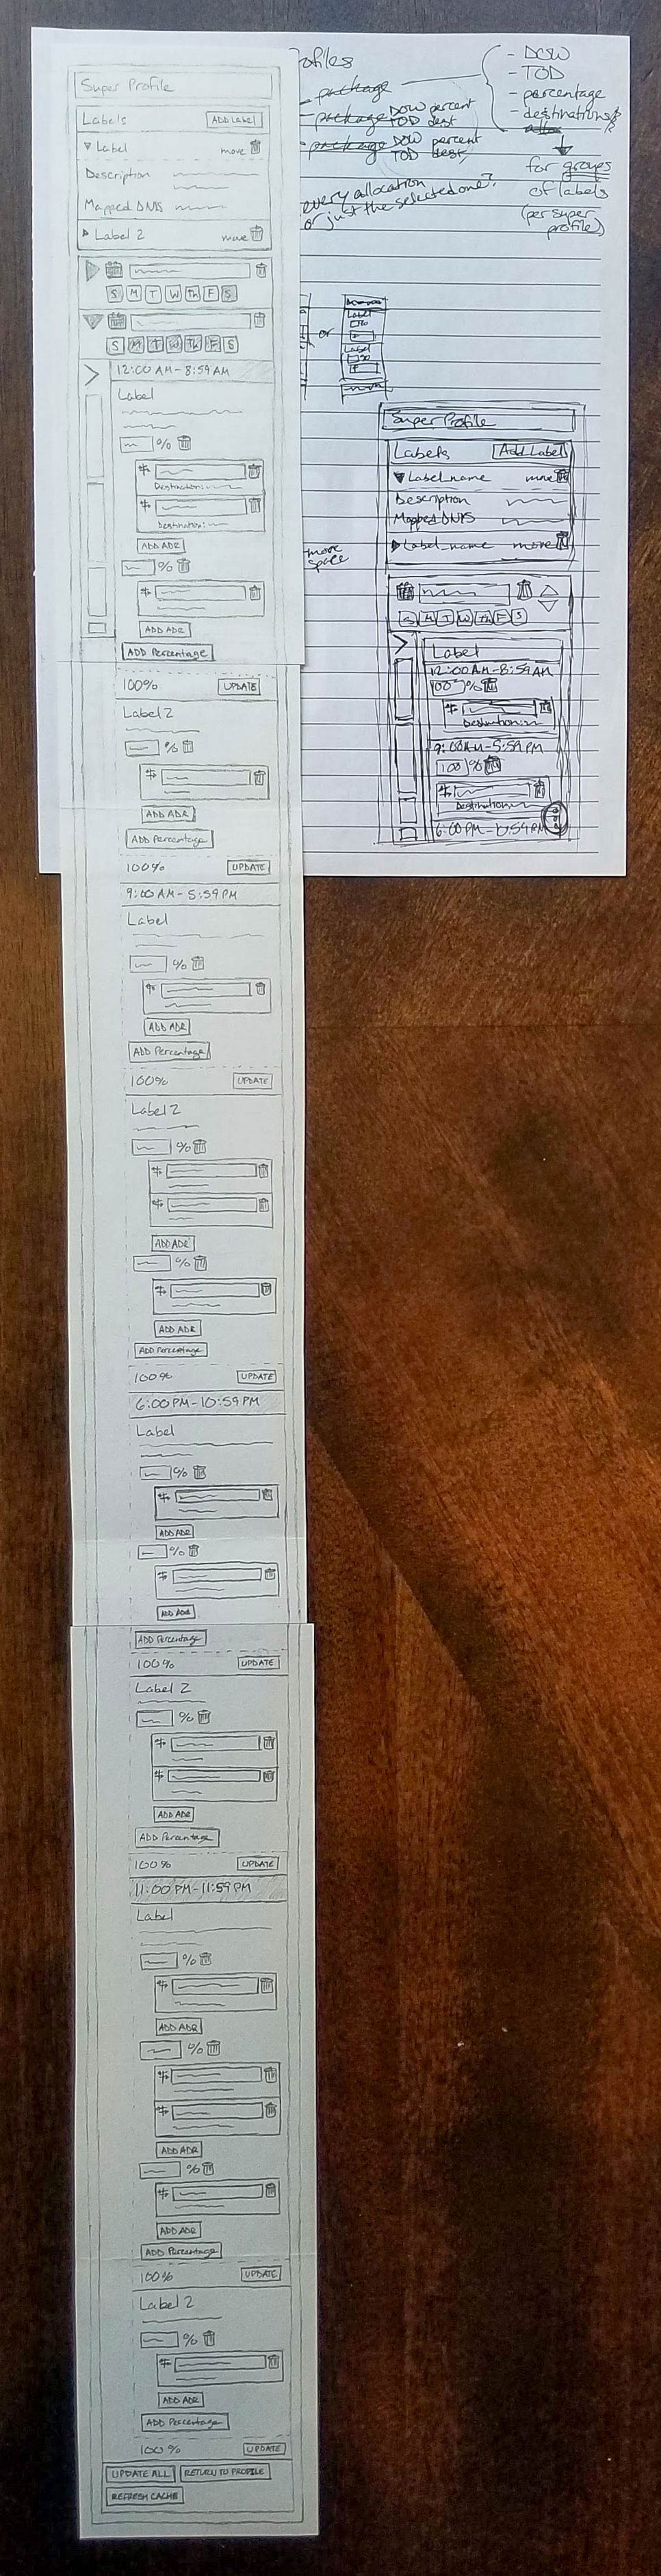 Super Profile
Labels ADD Label
Label move
Description
Mapped DNIS
Label 2 move
S M T W Th F S
S M T W Th F S
12:00 AM - 8:59 AM
Label
%
#
Destination:
#
Destination:
ADD ADR
%
#
ADD ADR
ADD Percentage
100% UPDATE
Label 2
%
#
ADD ADR
ADD Percentage
100% UPDATE
9:00 AM - 5:59 PM
Label
%
#
ADD ADR
ADD Percentage
100% UPDATE
Label 2
%
#
#
ADD ADR
%
#
ADD ADR
ADD Percentage
100% UPDATE
6:00 PM - 10:59 PM
Label
%
#
ADD ADR
%
#
ADD ADR
ADD Percentage
100% UPDATE
Label 2
%
#
#
ADD ADR
ADD Percentage
100% UPDATE
11:00 PM - 11:59 PM
Label
%
#
ADD ADR
%
#
#
ADD ADR
%
#
ADD ADR
ADD Percentage
100% UPDATE
Label 2
%
#
ADD ADR
ADD Percentage
100% UPDATE
UPDATE ALL RETURN TO PROFILE
REFRESH CACHE
ofiles
- package
- package DOW percent
TOD dest
- package DOW percent
TOD dest
every allocation
or just the selected one?
- DOW
- TOD
- percentage
- destinations
for groups
of labels
(per super
profile)
or
Label
%
Label
%
more
space
Super Profile
Labels Add Label
Label name move
Description
Mapped DNIS
Label name move
S M T W Th F S
Label
12:00 AM - 8:59 AM
100 %
#
Destination:
9:00 AM - 5:59 PM
100 %
#
Destination:
6:00 PM - 10:59 PM